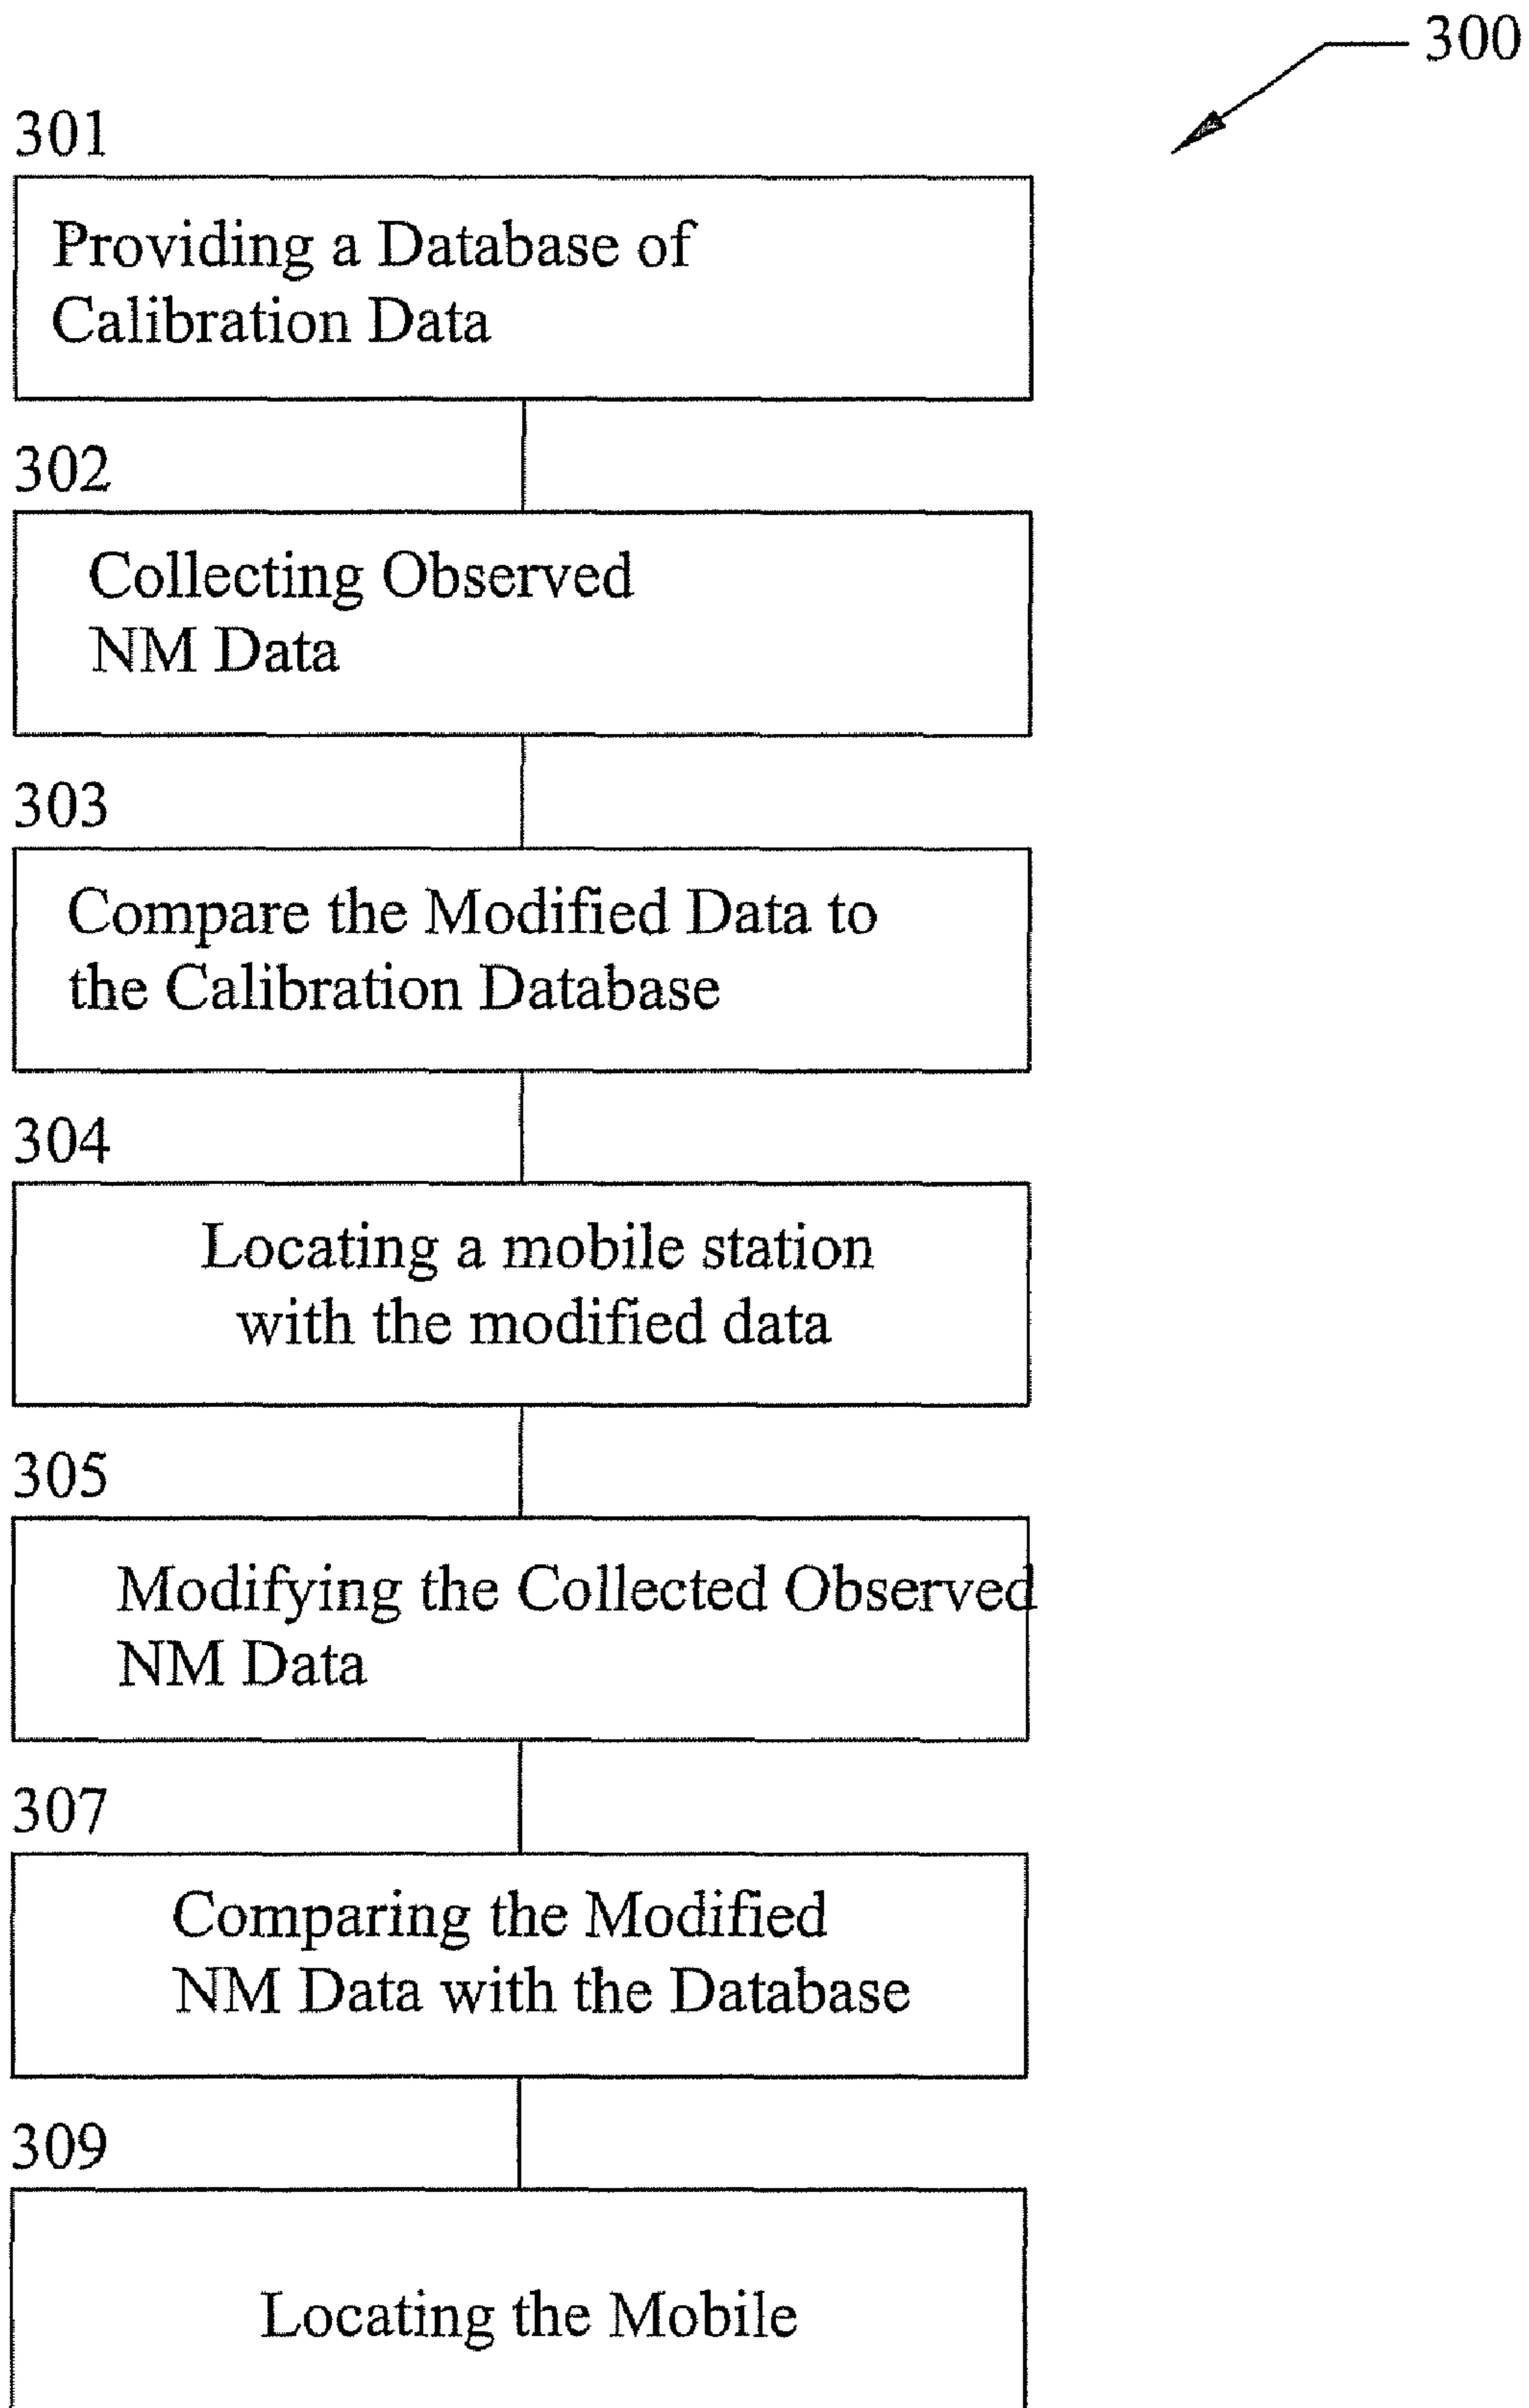 300
301
Providing a Database of
Calibration Data
302
Collecting Observed
NM Data
303
Compare the Modified Data to
the Calibration Database
304
Locating a mobile station
with the modified data
305
Modifying the Collected Observed
NM Data
307
Comparing the Modified
NM Data with the Database
309
Locating the Mobile